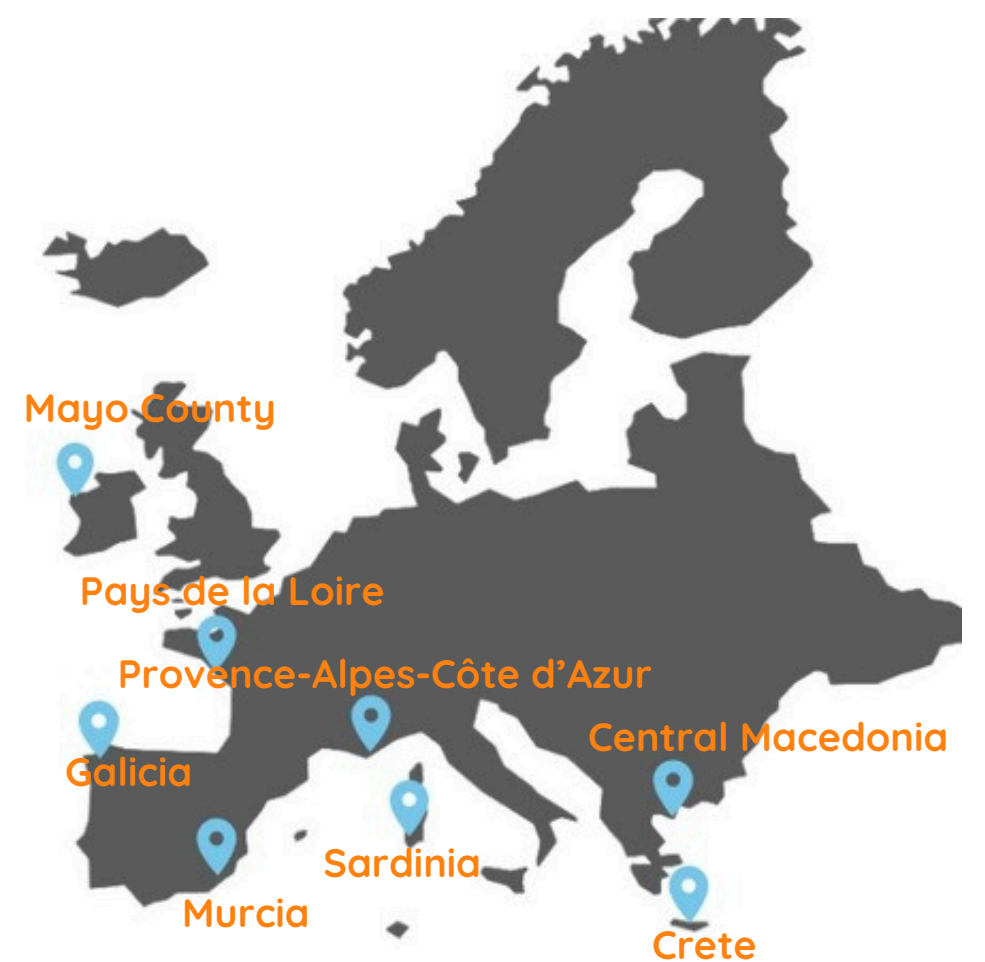 Mayo County
Pays de la Loire
Provence-Alpes-Côte d’Azur
Central Macedonia
Galicia
Sardinia
Murcia
Crete